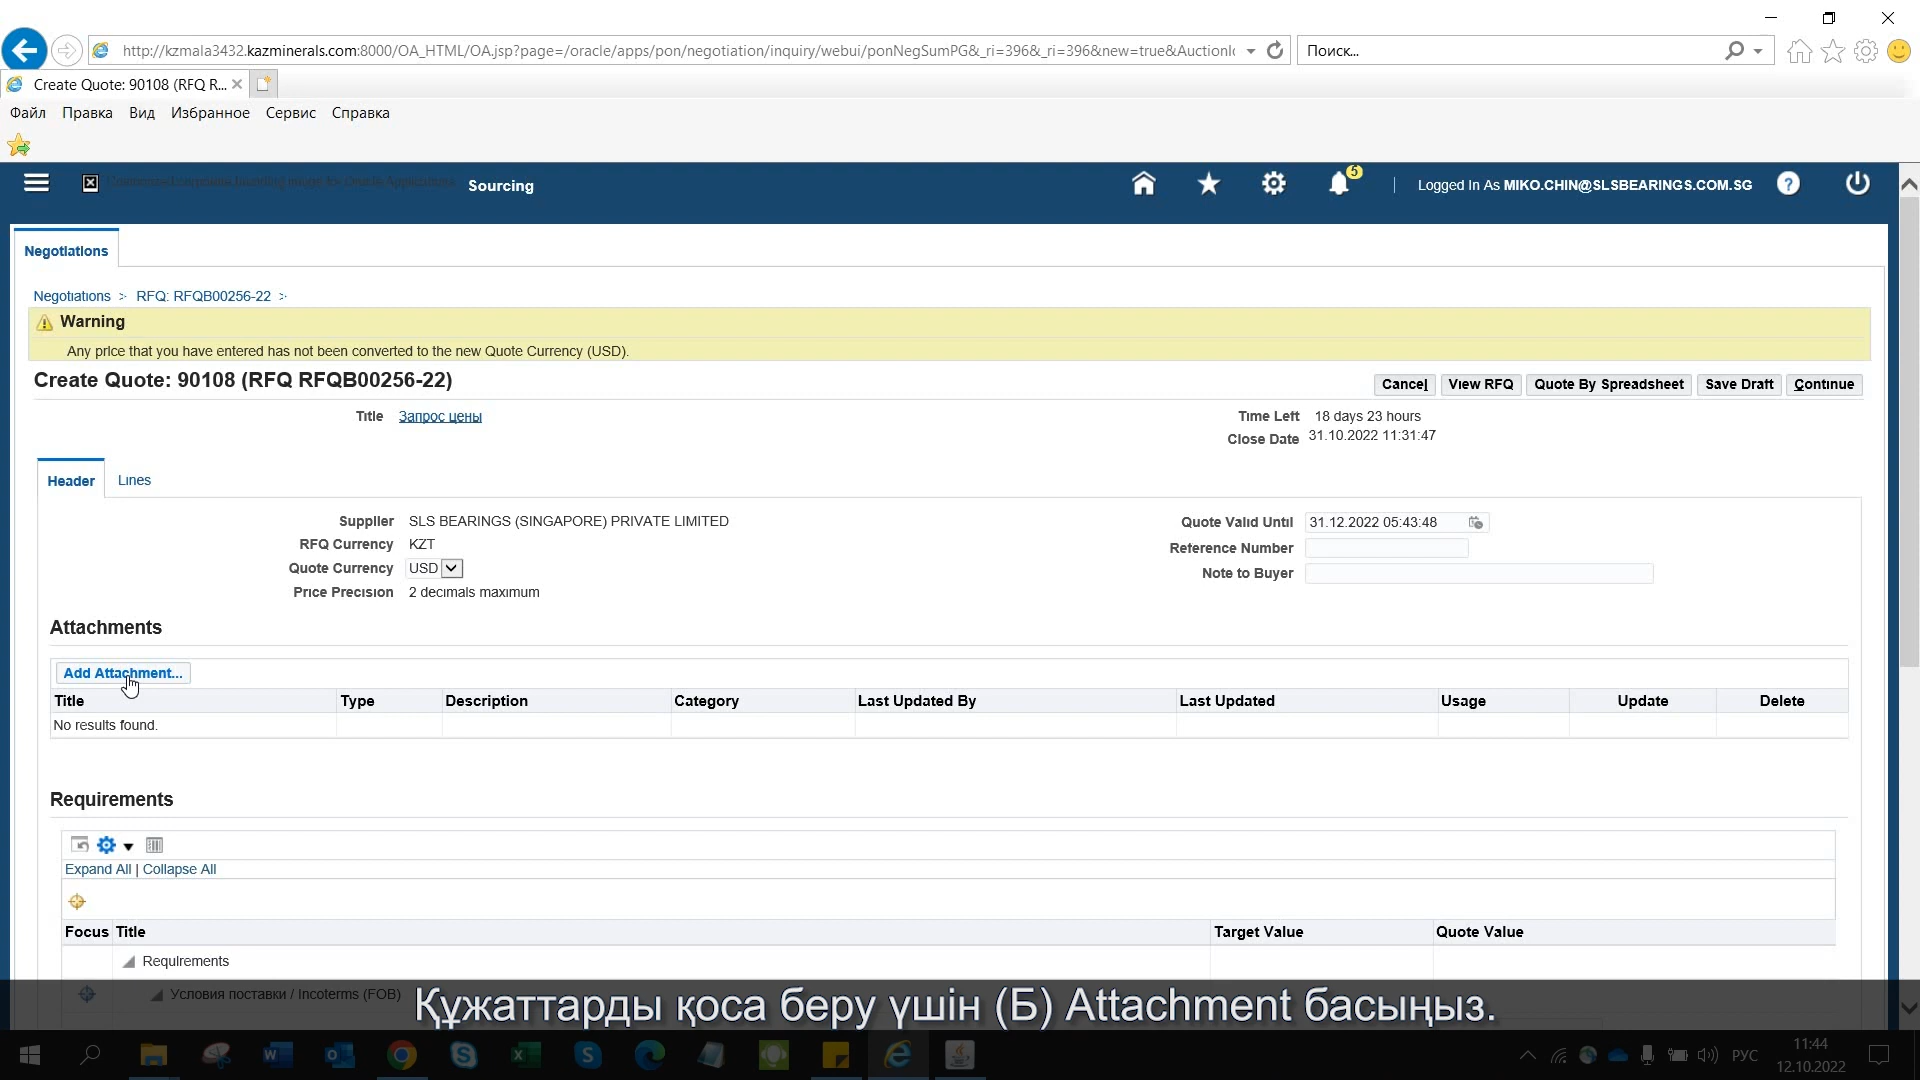 http://kzmala3432.kazminerals.com:8000/OA_HTML/OA.jsp?page=/oracle/apps/pon/negotiation/inquiry/webui/ponNegSumPG&_ri=396&_ri=396&new=true&AuctionI
Поиск...
Create Quote: 90108 (RFQ R...
Файл Правка Вид Избранное Сервис Справка
Sourcing
5
Logged In As MIKO.CHIN@SLSBEARINGS.COM.SG
Negotiations
Negotiations > RFQ: RFQB00256-22 >
Warning
Any price that you have entered has not been converted to the new Quote Currency (USD).
Create Quote: 90108 (RFQ RFQB00256-22)
Cancel View RFQ Quote By Spreadsheet Save Draft Continue
Title Запрос цены
Time Left 18 days 23 hours
Close Date 31.10.2022 11:31:47
Header Lines
Supplier SLS BEARINGS (SINGAPORE) PRIVATE LIMITED
RFQ Currency KZT
Quote Currency USD
Price Precision 2 decimals maximum
Quote Valid Until 31.12.2022 05:43:48
Reference Number
Note to Buyer
Attachments
Add Attachment...
Title Type Description Category Last Updated By Last Updated Usage Update Delete
No results found.
Requirements
Expand All | Collapse All
Focus Title Target Value Quote Value
Requirements
Условия поставки / Incoterms (FOB)
Құжаттарды қоса беру үшін (Б) Attachment басыңыз.
РУС
11:44
12.10.2022